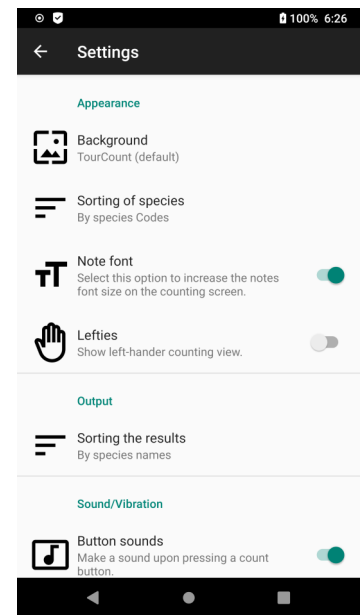 100% 6:26
Settings
Appearance
Background
TourCount (default)
Sorting of species
By species Codes
Note font
Select this option to increase the notes
font size on the counting screen.
Lefties
Show left-hander counting view.
Output
Sorting the results
By species names
Sound/Vibration
Button sounds
Make a sound upon pressing a count
button.